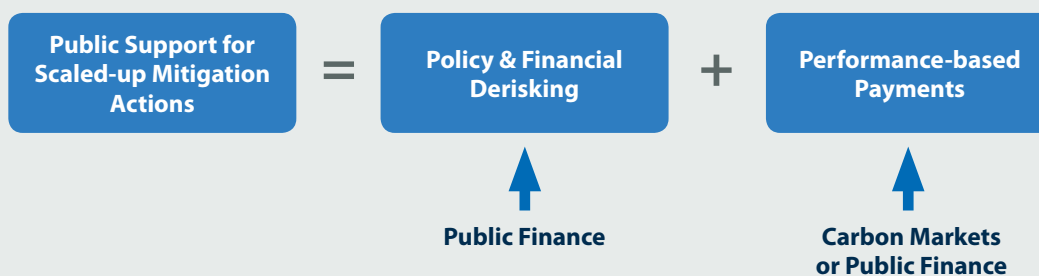 Public Support for
Scaled-up Mitigation
Actions
=
Policy & Financial
Derisking
+
Performance-based
Payments
Public Finance
Carbon Markets
or Public Finance